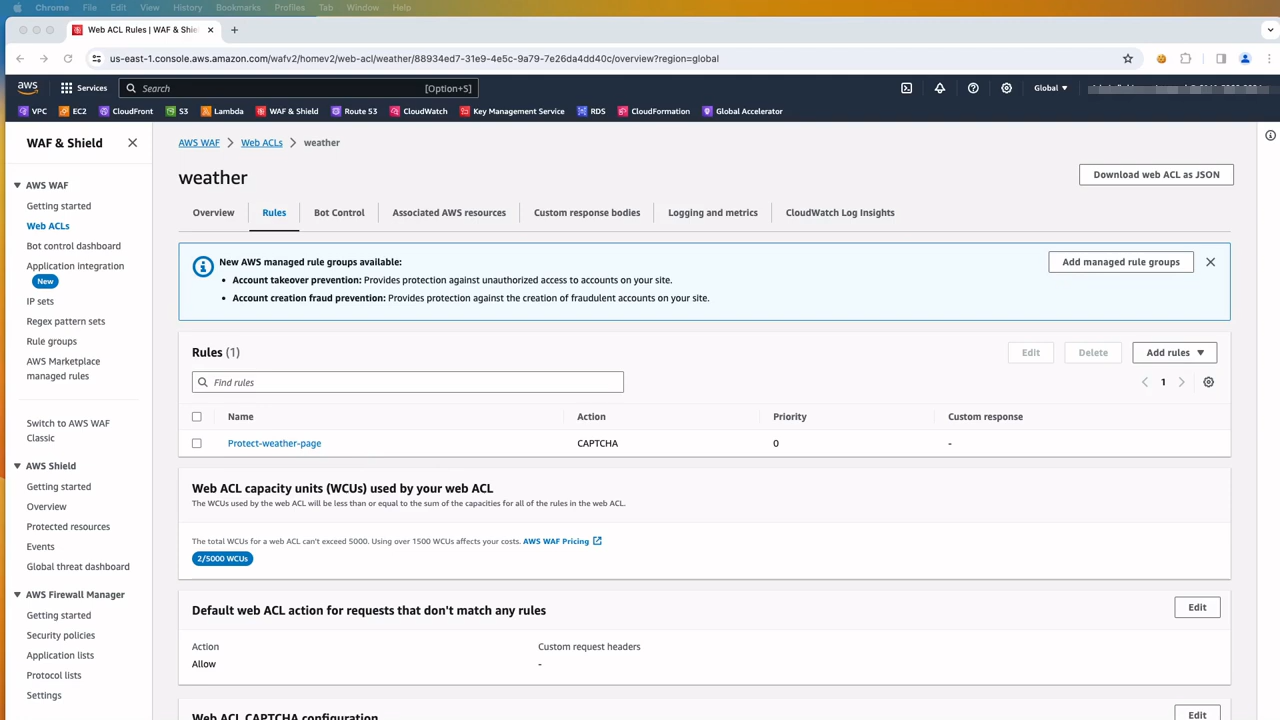 Chrome File Edit View History Bookmarks Profiles Tab Window Help
Web ACL Rules | WAF & Shie
us-east-1.console.aws.amazon.com/wafv2/homev2/web-acl/weather/88934ed7-31e9-4e5c-9a79-7e26da4dd40c/overview?region=global
aws Services Search [Option+S] Global
VPC EC2 CloudFront S3 Lambda WAF & Shield Route 53 CloudWatch Key Management Service RDS CloudFormation Global Accelerator
WAF & Shield
AWS WAF
Getting started
Web ACLs
Bot control dashboard
Application integration
New
IP sets
Regex pattern sets
Rule groups
AWS Marketplace
managed rules
Switch to AWS WAF
Classic
AWS Shield
Getting started
Overview
Protected resources
Events
Global threat dashboard
AWS Firewall Manager
Getting started
Security policies
Application lists
Protocol lists
Settings
AWS WAF Web ACLs weather
weather
Download web ACL as JSON
Overview Rules Bot Control Associated AWS resources Custom response bodies Logging and metrics CloudWatch Log Insights
New AWS managed rule groups available:
• Account takeover prevention: Provides protection against unauthorized access to accounts on your site.
• Account creation fraud prevention: Provides protection against the creation of fraudulent accounts on your site.
Add managed rule groups
Rules (1)
Edit Delete Add rules
Find rules
1
Name Action Priority Custom response
Protect-weather-page CAPTCHA 0 -
Web ACL capacity units (WCUs) used by your web ACL
The WCUs used by the web ACL will be less than or equal to the sum of the capacities for all of the rules in the web ACL.
The total WCUs for a web ACL can't exceed 5000. Using over 1500 WCUs affects your costs. AWS WAF Pricing
2/5000 WCUs
Default web ACL action for requests that don't match any rules
Edit
Action Custom request headers
Allow -
Web ACL CAPTCHA configuration
Edit